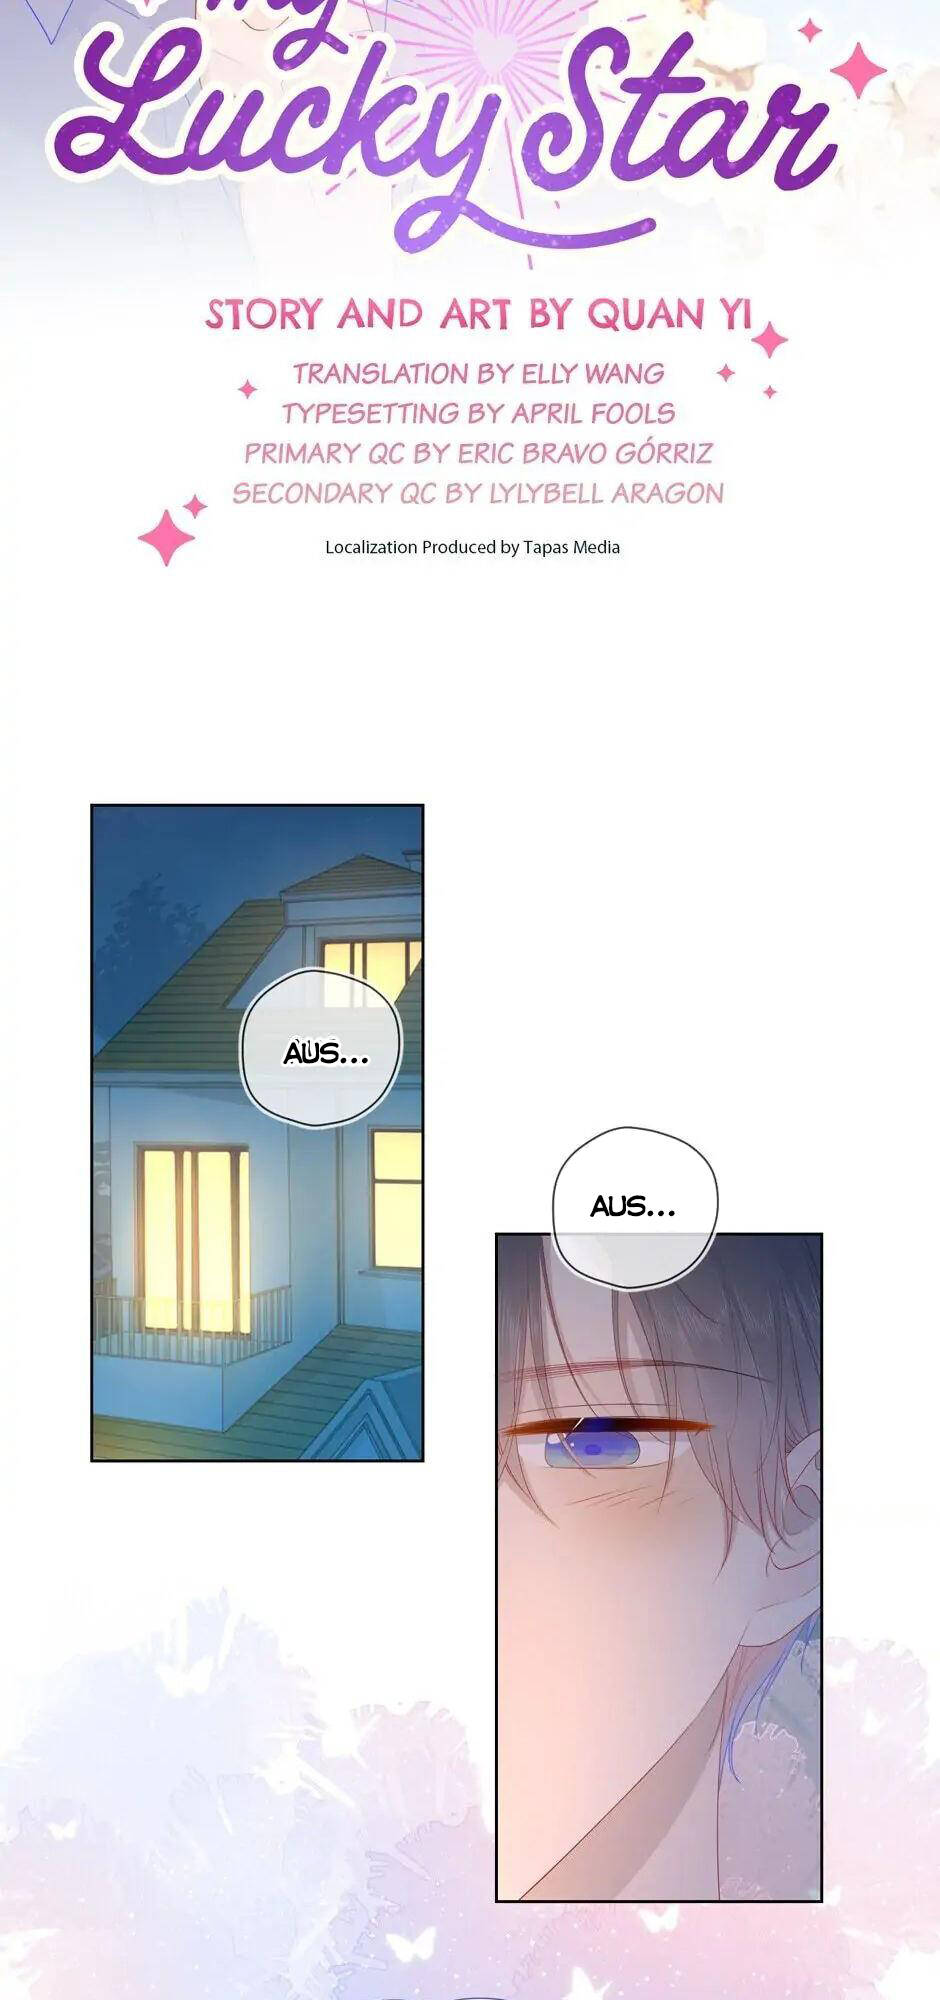 my
Lucky Star
STORY AND ART BY QUAN YI
TRANSLATION BY ELLY WANG
TYPESETTING BY APRIL FOOLS
PRIMARY QC BY ERIC BRAVO GÓRRIZ
SECONDARY QC BY LYLYBELL ARAGON
Localization Produced by Tapas Media
AUS...
AUS...